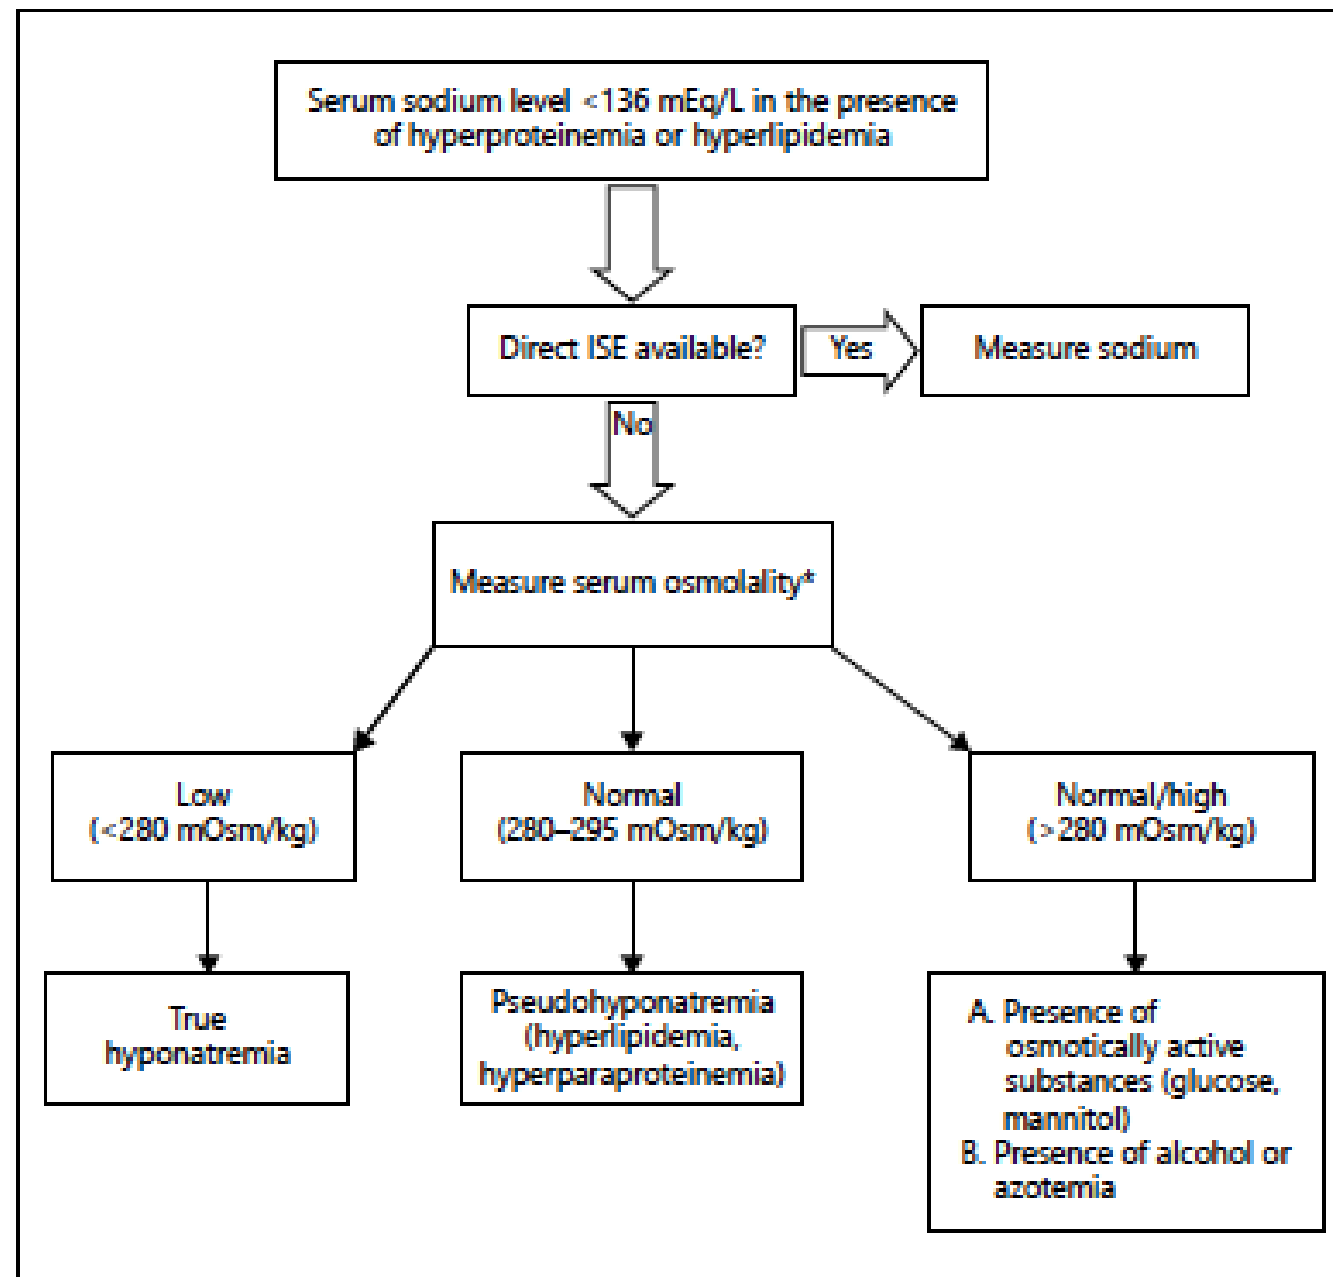 Serum sodium level <136 mEq/L in the presence
of hyperproteinemia or hyperlipidemia
Direct ISE available?
Yes
Measure sodium
No
Measure serum osmolality*
Low
(<280 mOsm/kg)
Normal
(280–295 mOsm/kg)
Normal/high
(>280 mOsm/kg)
True
hyponatremia
Pseudohyponatremia
(hyperlipidemia,
hyperparaproteinemia)
A. Presence of
osmotically active
substances (glucose,
mannitol)
B. Presence of alcohol or
azotemia